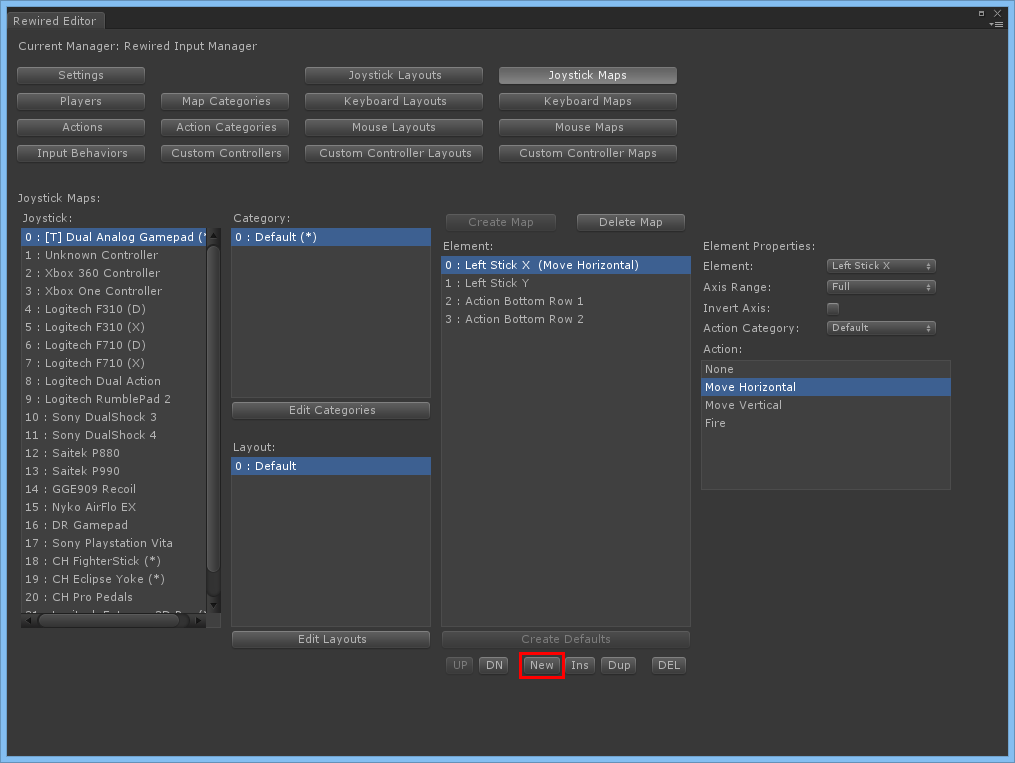 Rewired Editor
Current Manager: Rewired Input Manager
Settings
Joystick Layouts
Joystick Maps
Players
Map Categories
Keyboard Layouts
Keyboard Maps
Actions
Action Categories
Mouse Layouts
Mouse Maps
Input Behaviors
Custom Controllers
Custom Controller Layouts
Custom Controller Maps
Joystick Maps:
Joystick:
0 : [T] Dual Analog Gamepad (*
1 : Unknown Controller
2 : Xbox 360 Controller
3 : Xbox One Controller
4 : Logitech F310 (D)
5 : Logitech F310 (X)
6 : Logitech F710 (D)
7 : Logitech F710 (X)
8 : Logitech Dual Action
9 : Logitech RumblePad 2
10 : Sony DualShock 3
11 : Sony DualShock 4
12 : Saitek P880
13 : Saitek P990
14 : GGE909 Recoil
15 : Nyko AirFlo EX
16 : DR Gamepad
17 : Sony Playstation Vita
18 : CH FighterStick (*)
19 : CH Eclipse Yoke (*)
20 : CH Pro Pedals
Category:
0 : Default (*)
Edit Categories
Layout:
0 : Default
Edit Layouts
Create Map
Delete Map
Element:
0 : Left Stick X (Move Horizontal)
1 : Left Stick Y
2 : Action Bottom Row 1
3 : Action Bottom Row 2
Create Defaults
UP
DN
New
Ins
Dup
DEL
Element Properties:
Element:
Left Stick X
Axis Range:
Full
Invert Axis:
Action Category:
Default
Action:
None
Move Horizontal
Move Vertical
Fire